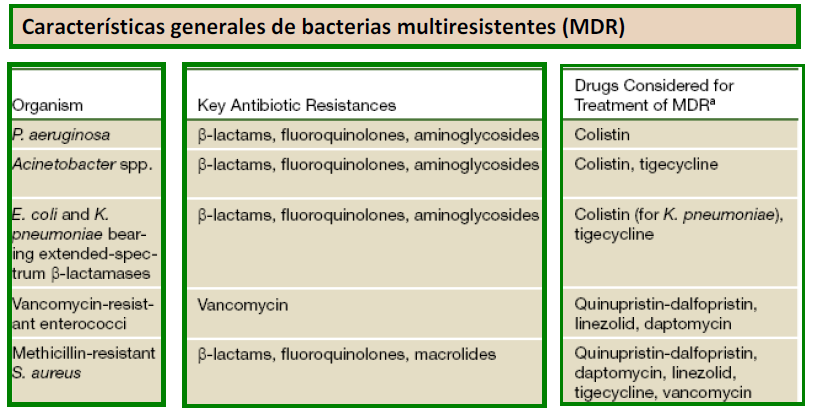 Características generales de bacterias multiresistentes (MDR)
Organism
Key Antibiotic Resistances
Drugs Considered for
Treatment of MDRª
P. aeruginosa
β-lactams, fluoroquinolones, aminoglycosides
Colistin
Acinetobacter spp.
β-lactams, fluoroquinolones, aminoglycosides
Colistin, tigecycline
E. coli and K.
pneumoniae bear-
ing extended-spec-
trum β-lactamases
β-lactams, fluoroquinolones, aminoglycosides
Colistin (for K. pneumoniae),
tigecycline
Vancomycin-resist-
ant enterococci
Vancomycin
Quinupristin-dalfopristin,
linezolid, daptomycin
Methicillin-resistant
S. aureus
β-lactams, fluoroquinolones, macrolides
Quinupristin-dalfopristin,
daptomycin, linezolid,
tigecycline, vancomycin